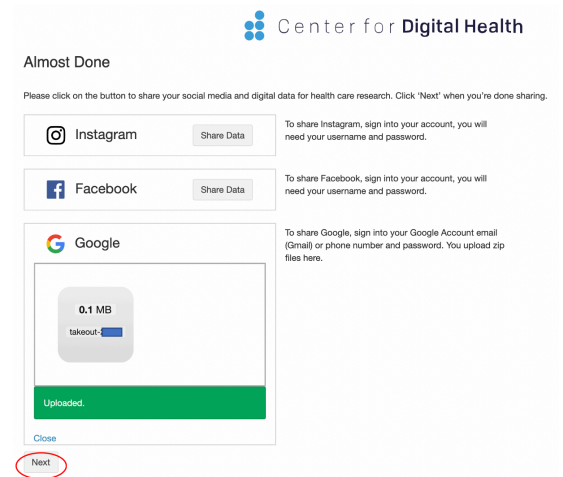 Center for Digital Health
Almost Done
Please click on the button to share your social media and digital data for health care research. Click 'Next' when you're done sharing.
Instagram
Share Data
To share Instagram, sign into your account, you will
need your username and password.
Facebook
Share Data
To share Facebook, sign into your account, you will
need your username and password.
Google
To share Google, sign into your Google Account email
(Gmail) or phone number and password. You upload zip
files here.
0.1 MB
takeout-
Uploaded.
Close
Next